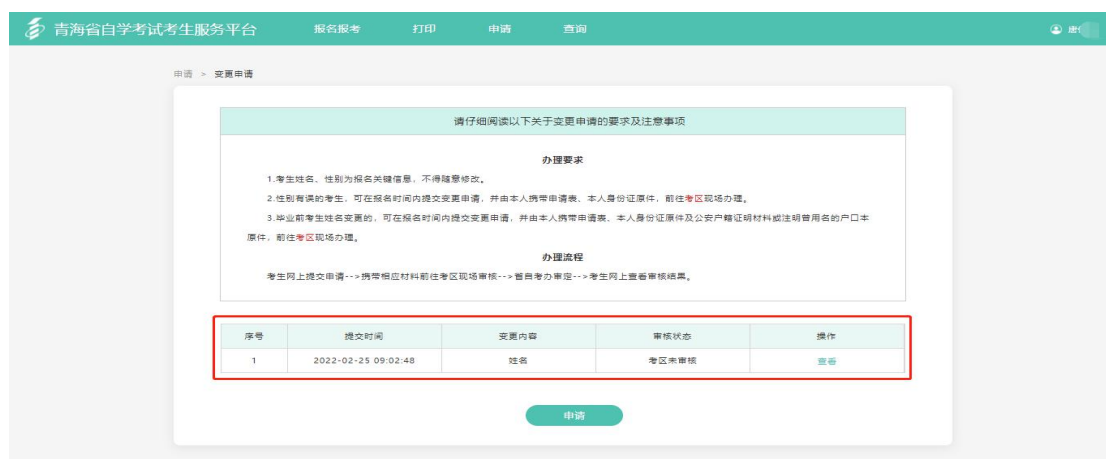 青海省自学考试考生服务平台 报名报考 打印 申请 查询 唐
申请 > 变更申请
请仔细阅读以下关于变更申请的要求及注意事项
办理要求
1.考生姓名、性别为报名关键信息，不得随意修改。
2.性别有误的考生，可在报名时间内提交变更申请，并由本人携带申请表、本人身份证原件，前往考区现场办理。
3.毕业前考生姓名变更的，可在报名时间内提交变更申请，并由本人携带申请表、本人身份证原件及公安户籍证明材料或注明曾用名的户口本
原件，前往考区现场办理。
办理流程
考生网上提交申请-->携带相应材料前往考区现场审核-->省自考办审定-->考生网上查看审核结果。
序号 提交时间 变更内容 审核状态 操作
1 2022-02-25 09:02:48 姓名 考区未审核 查看
申请